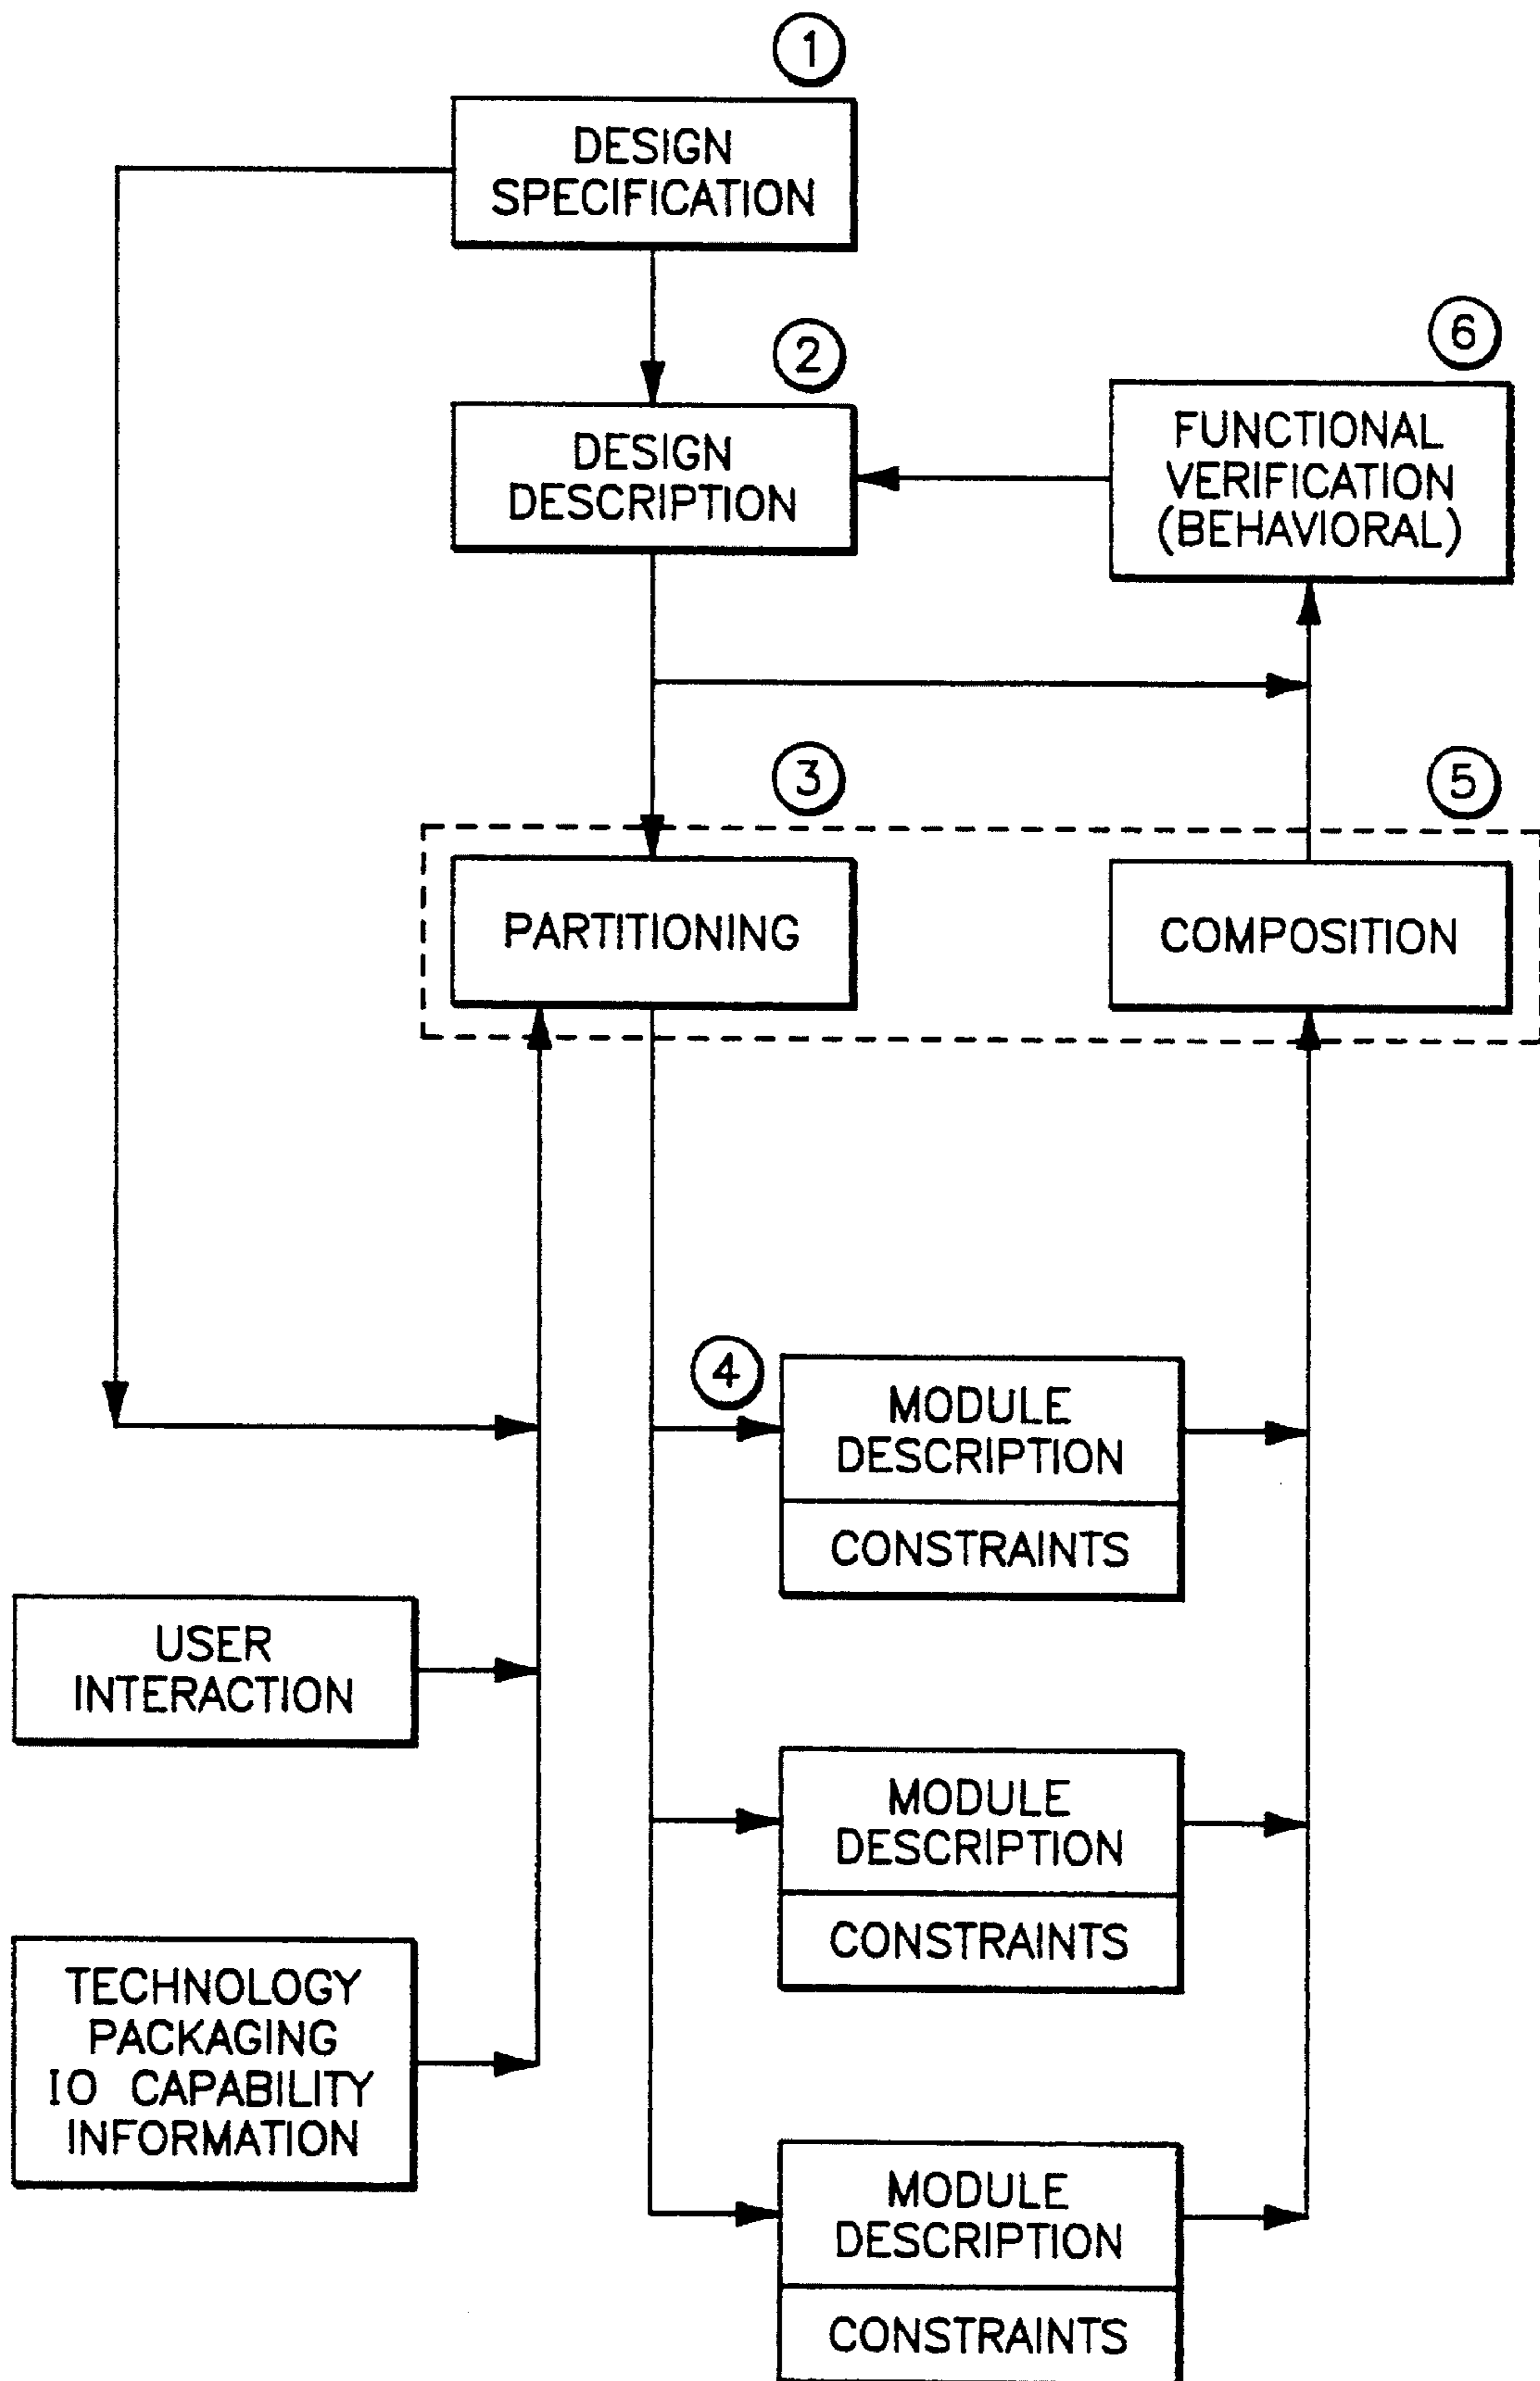 1
DESIGN
SPECIFICATION
2
DESIGN
DESCRIPTION
6
FUNCTIONAL
VERIFICATION
(BEHAVIORAL)
3
PARTITIONING
5
COMPOSITION
4
MODULE
DESCRIPTION
CONSTRAINTS
USER
INTERACTION
MODULE
DESCRIPTION
CONSTRAINTS
TECHNOLOGY
PACKAGING
IO CAPABILITY
INFORMATION
MODULE
DESCRIPTION
CONSTRAINTS